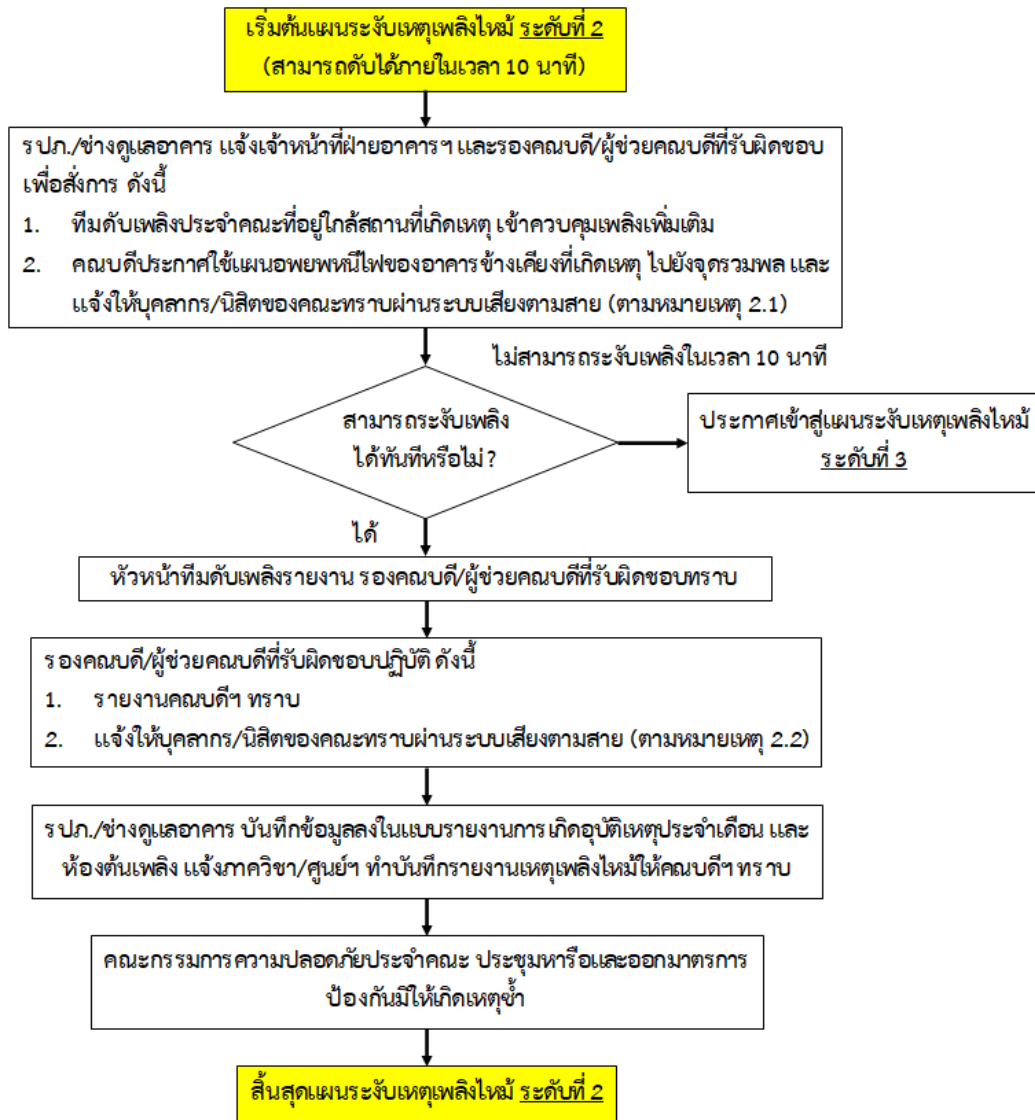 เริ่มต้นแผนระงับเหตุเพลิงไหม้ ระดับที่ 2
(สามารถดับได้ภายในเวลา 10 นาที)
รปภ./ช่างดูแลอาคาร แจ้งเจ้าหน้าที่ฝ่ายอาคารฯ และรองคณบดี/ผู้ช่วยคณบดีที่รับผิดชอบ
เพื่อสั่งการ ดังนี้
1. ทีมดับเพลิงประจำคณะที่อยู่ใกล้สถานที่เกิดเหตุ เข้าควบคุมเพลิงเพิ่มเติม
2. คณบดีประกาศใช้แผนอพยพหนีไฟของอาคารข้างเคียงที่เกิดเหตุ ไปยังจุดรวมพล และ
แจ้งให้บุคลากร/นิสิตของคณะทราบผ่านระบบเสียงตามสาย (ตามหมายเหตุ 2.1)
ไม่สามารถระงับเพลิงในเวลา 10 นาที
สามารถระงับเพลิง
ได้ทันทีหรือไม่?
ประกาศเข้าสู่แผนระงับเหตุเพลิงไหม้
ระดับที่ 3
ได้
หัวหน้าทีมดับเพลิงรายงาน รองคณบดี/ผู้ช่วยคณบดีที่รับผิดชอบทราบ
รองคณบดี/ผู้ช่วยคณบดีที่รับผิดชอบปฏิบัติ ดังนี้
1. รายงานคณบดีฯ ทราบ
2. แจ้งให้บุคลากร/นิสิตของคณะทราบผ่านระบบเสียงตามสาย (ตามหมายเหตุ 2.2)
รปภ./ช่างดูแลอาคาร บันทึกข้อมูลลงในแบบรายงานการเกิดอุบัติเหตุประจำเดือน และ
ห้องต้นเพลิง แจ้งภาควิชา/ศูนย์ฯ ทำบันทึกรายงานเหตุเพลิงไหม้ให้คณบดีฯ ทราบ
คณะกรรมการความปลอดภัยประจำคณะ ประชุมหารือและออกมาตรการ
ป้องกันมิให้เกิดเหตุซ้ำ
สิ้นสุดแผนระงับเหตุเพลิงไหม้ ระดับที่ 2